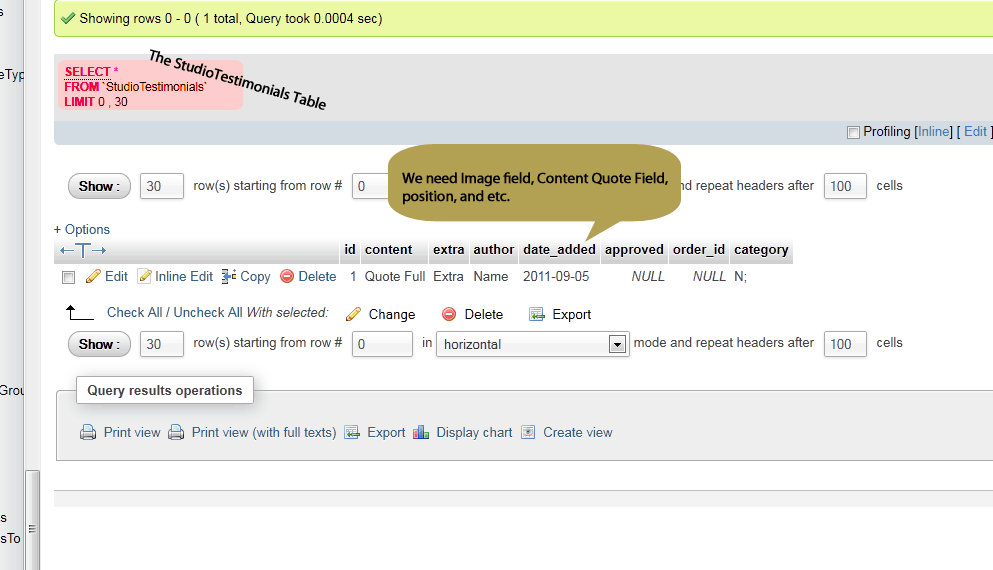 s
Showing rows 0 - 0 ( 1 total, Query took 0.0004 sec)
The StudioTestimonials Table
eTyp
SELECT *
FROM `StudioTestimonials`
LIMIT 0 , 30
Profiling [Inline] [ Edit ]
We need Image field, Content Quote Field,
position, and etc.
Show : 30 row(s) starting from row # 0 nd repeat headers after 100 cells
+ Options
←T→ id content extra author date_added approved order_id category
Edit Inline Edit Copy Delete 1 Quote Full Extra Name 2011-09-05 NULL NULL N;
Check All / Uncheck All With selected: Change Delete Export
Show : 30 row(s) starting from row # 0 in horizontal mode and repeat headers after 100 cells
Grou
Query results operations
Print view Print view (with full texts) Export Display chart Create view
s
sTo